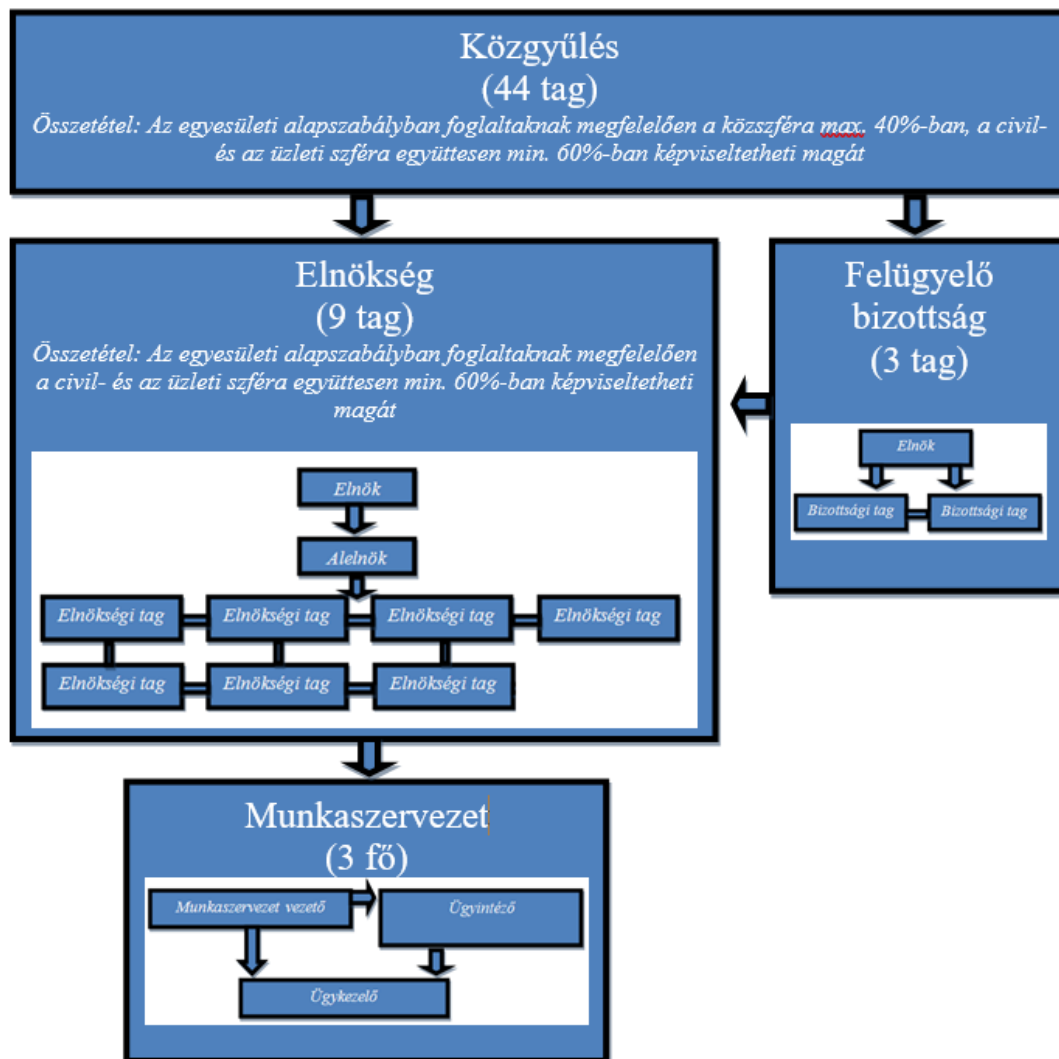 Közgyűlés
(44 tag)
Összetétel: Az egyesületi alapszabályban foglaltaknak megfelelően a közszféra max. 40%-ban, a civil-
és az üzleti szféra együttesen min. 60%-ban képviseltetheti magát
Elnökség
(9 tag)
Összetétel: Az egyesületi alapszabályban foglaltaknak megfelelően
a civil- és az üzleti szféra együttesen min. 60%-ban képviseltetheti
magát
Elnök
Alelnök
Elnökségi tag
Elnökségi tag
Elnökségi tag
Elnökségi tag
Elnökségi tag
Elnökségi tag
Elnökségi tag
Felügyelő
bizottság
(3 tag)
Elnök
Bizottsági tag
Bizottsági tag
Munkaszervezet
(3 fő)
Munkaszervezet vezető
Ügyintéző
Ügykezelő